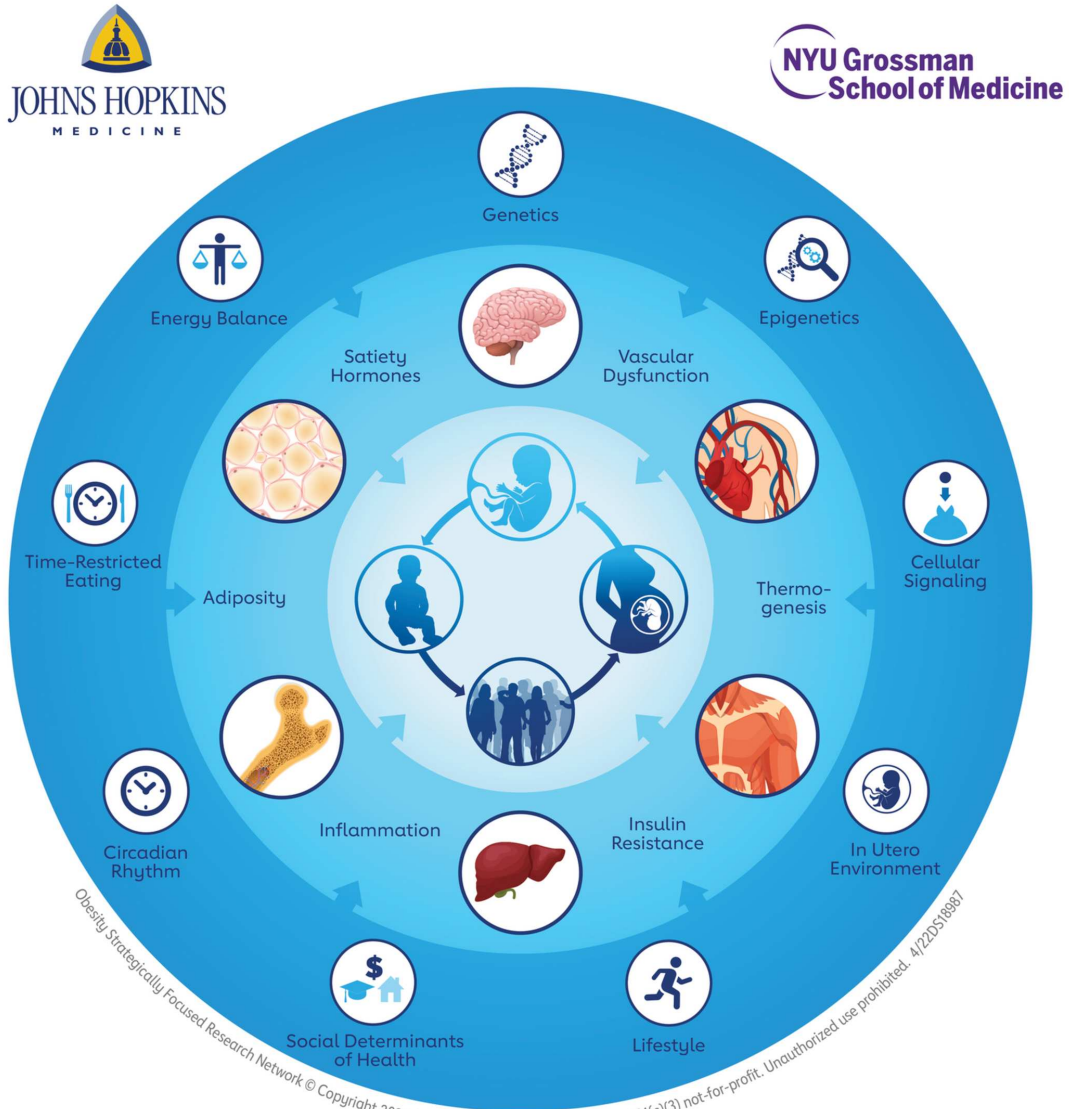 JOHNS HOPKINS
MEDICINE
NYU Grossman
School of Medicine
Genetics
Energy Balance
Epigenetics
Satiety
Hormones
Vascular
Dysfunction
Time-Restricted
Eating
Cellular
Signaling
Adiposity
Thermo-
genesis
Circadian
Rhythm
Inflammation
Insulin
Resistance
In Utero
Environment
Social Determinants
of Health
Lifestyle
Obesity Strategically Focused Research Network © Copyright
not-for-profit. Unauthorized use prohibited. 4/22DS18987